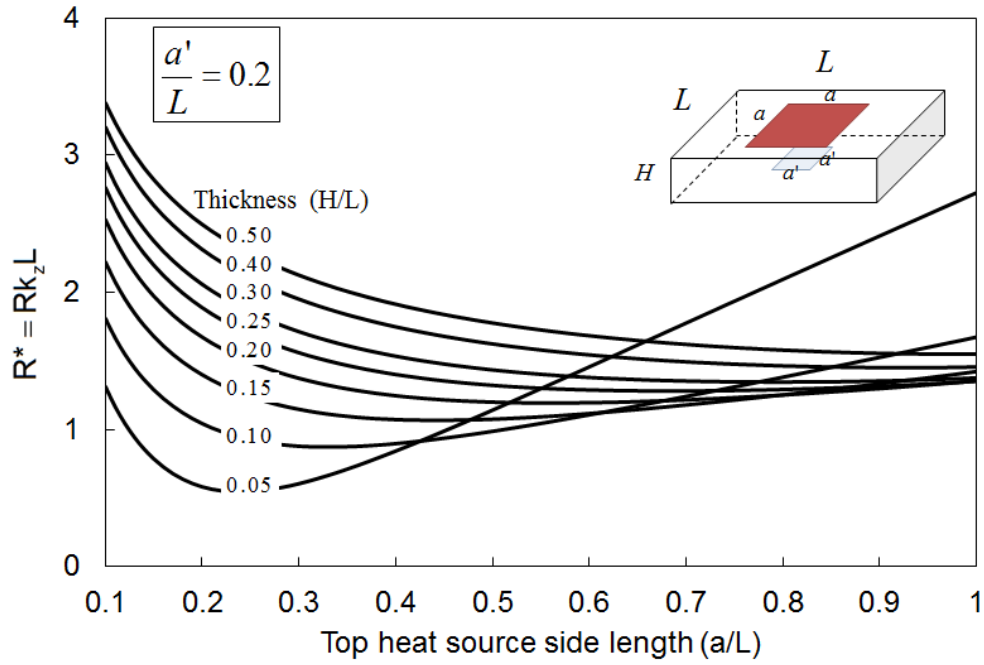 4
3
2
1
0
R* = RkzL
a'
L
= 0.2
Thickness (H/L)
0.50
0.40
0.30
0.25
0.20
0.15
0.10
0.05
L
L
a
a
a'
a'
H
0.1 0.2 0.3 0.4 0.5 0.6 0.7 0.8 0.9 1
Top heat source side length (a/L)